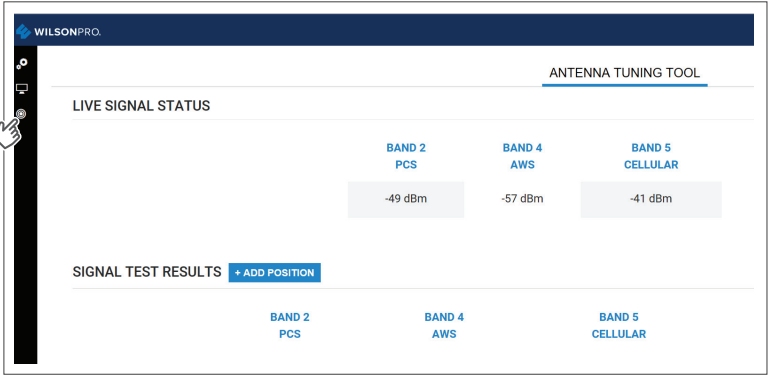 WILSONPRO.
ANTENNA TUNING TOOL
LIVE SIGNAL STATUS
BAND 2 BAND 4 BAND 5
PCS AWS CELLULAR
-49 dBm -57 dBm -41 dBm
SIGNAL TEST RESULTS + ADD POSITION
BAND 2 BAND 4 BAND 5
PCS AWS CELLULAR